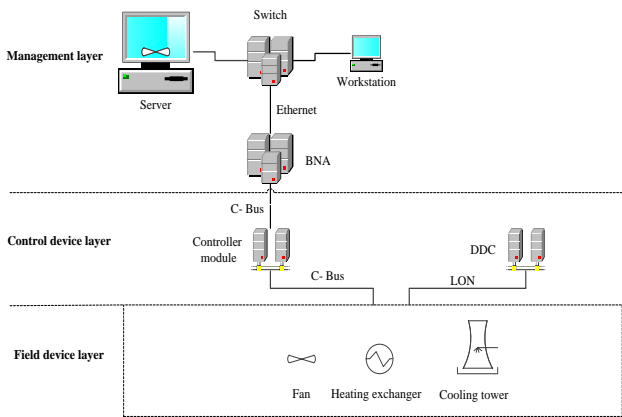 Switch
Management layer
Server
Workstation
Ethernet
BNA
C- Bus
Control device layer
Controller
module
DDC
C- Bus
LON
Field device layer
Fan
Heating exchanger
Cooling tower